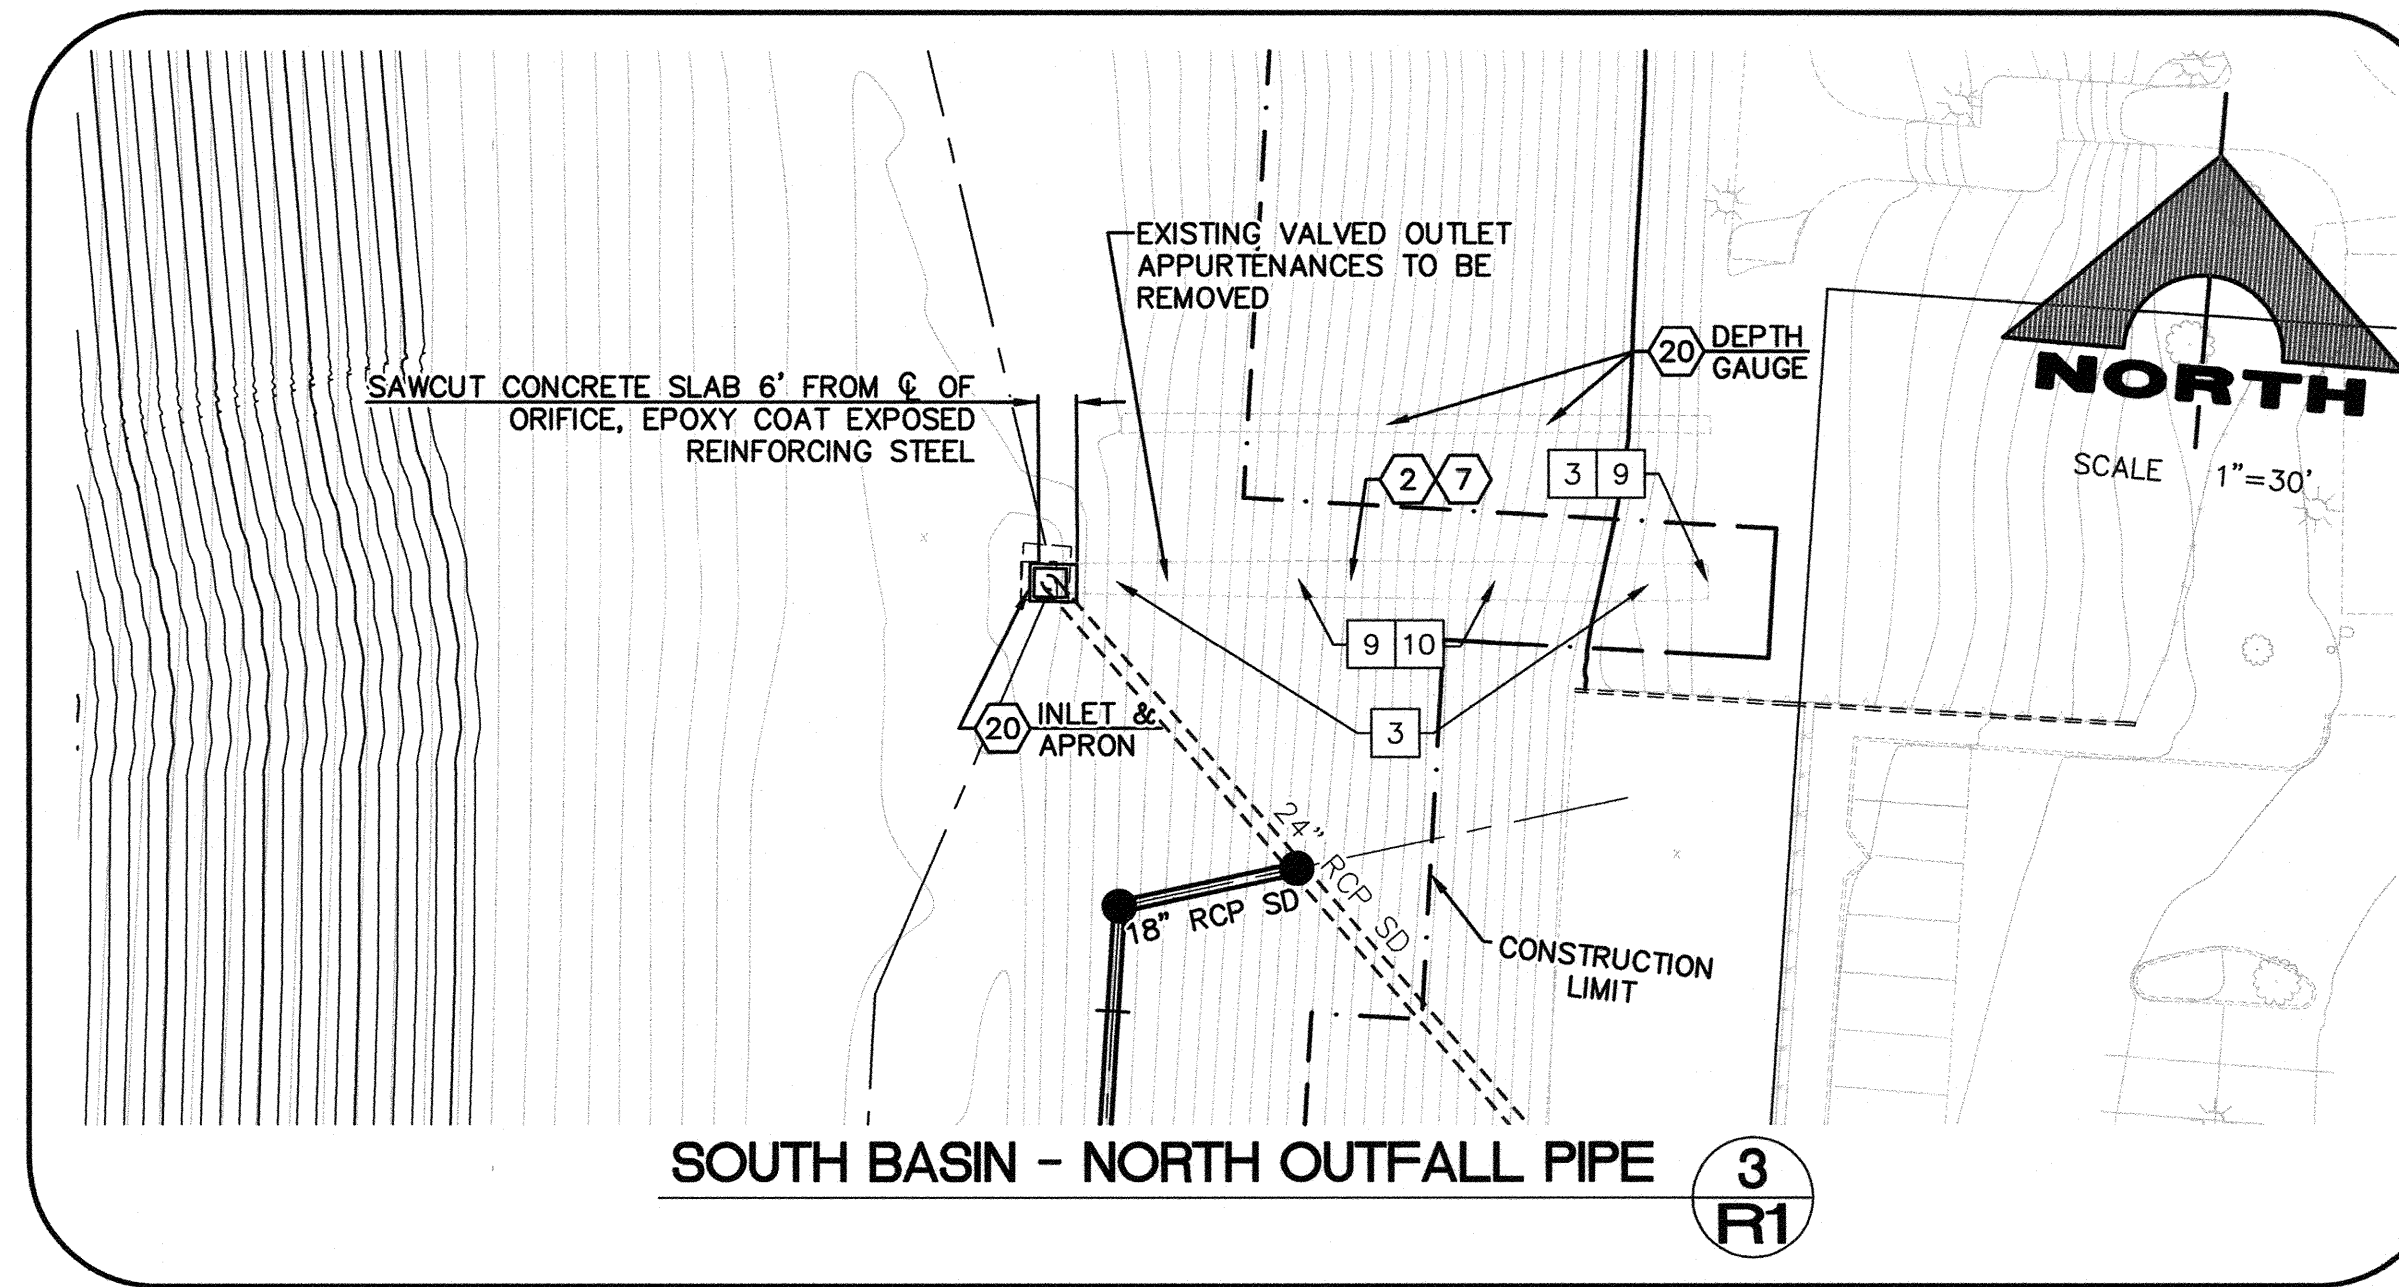 EXISTING VALVED OUTLET
APPURTENANCES TO BE
REMOVED
20 DEPTH
GAUGE
NORTH
SCALE 1"=30'
SAWCUT CONCRETE SLAB 6' FROM ℄ OF
ORIFICE, EPOXY COAT EXPOSED
REINFORCING STEEL
2 7
3 9
9 10
3
20 INLET &
APRON
24" RCP SD
18" RCP SD
CONSTRUCTION
LIMIT
SOUTH BASIN - NORTH OUTFALL PIPE
3
R1